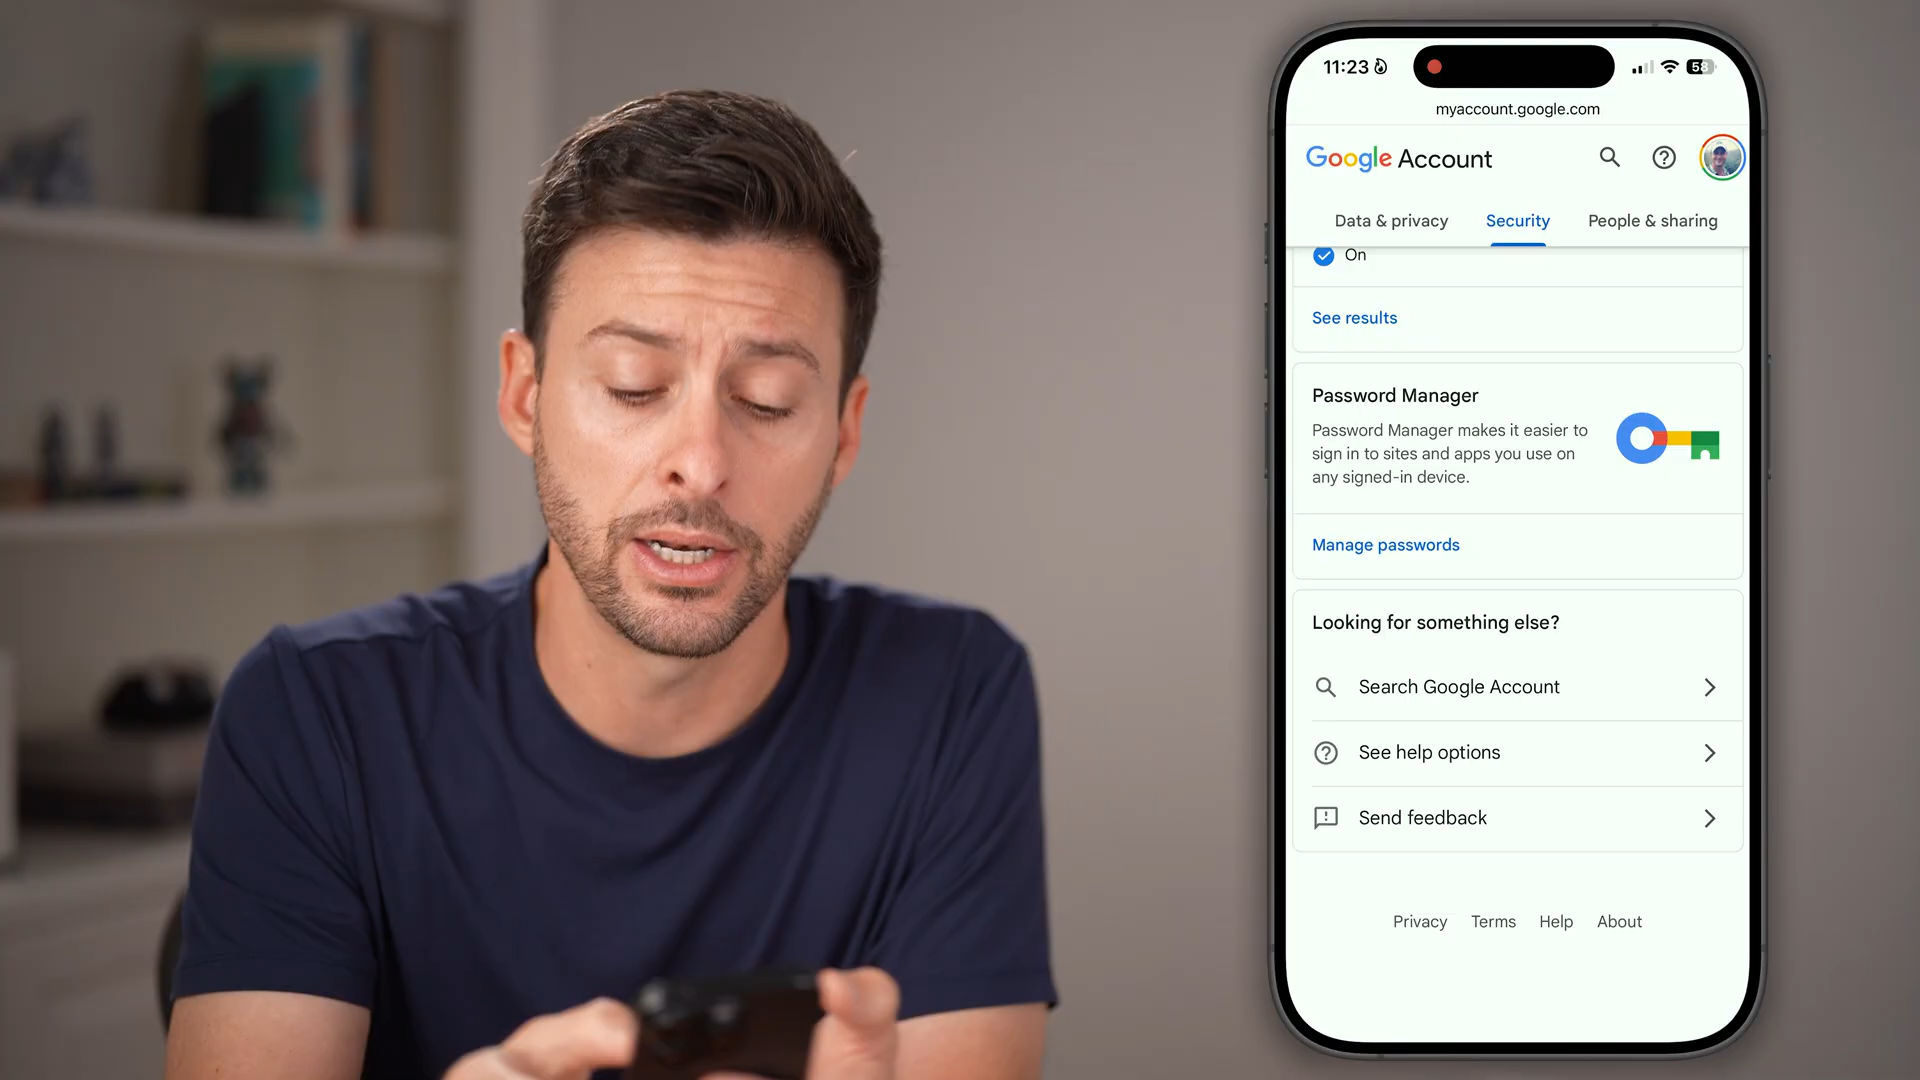 11:23
58
myaccount.google.com
Google Account
Data & privacy Security People & sharing
On
See results
Password Manager
Password Manager makes it easier to
sign in to sites and apps you use on
any signed-in device.
Manage passwords
Looking for something else?
Search Google Account
See help options
Send feedback
Privacy Terms Help About